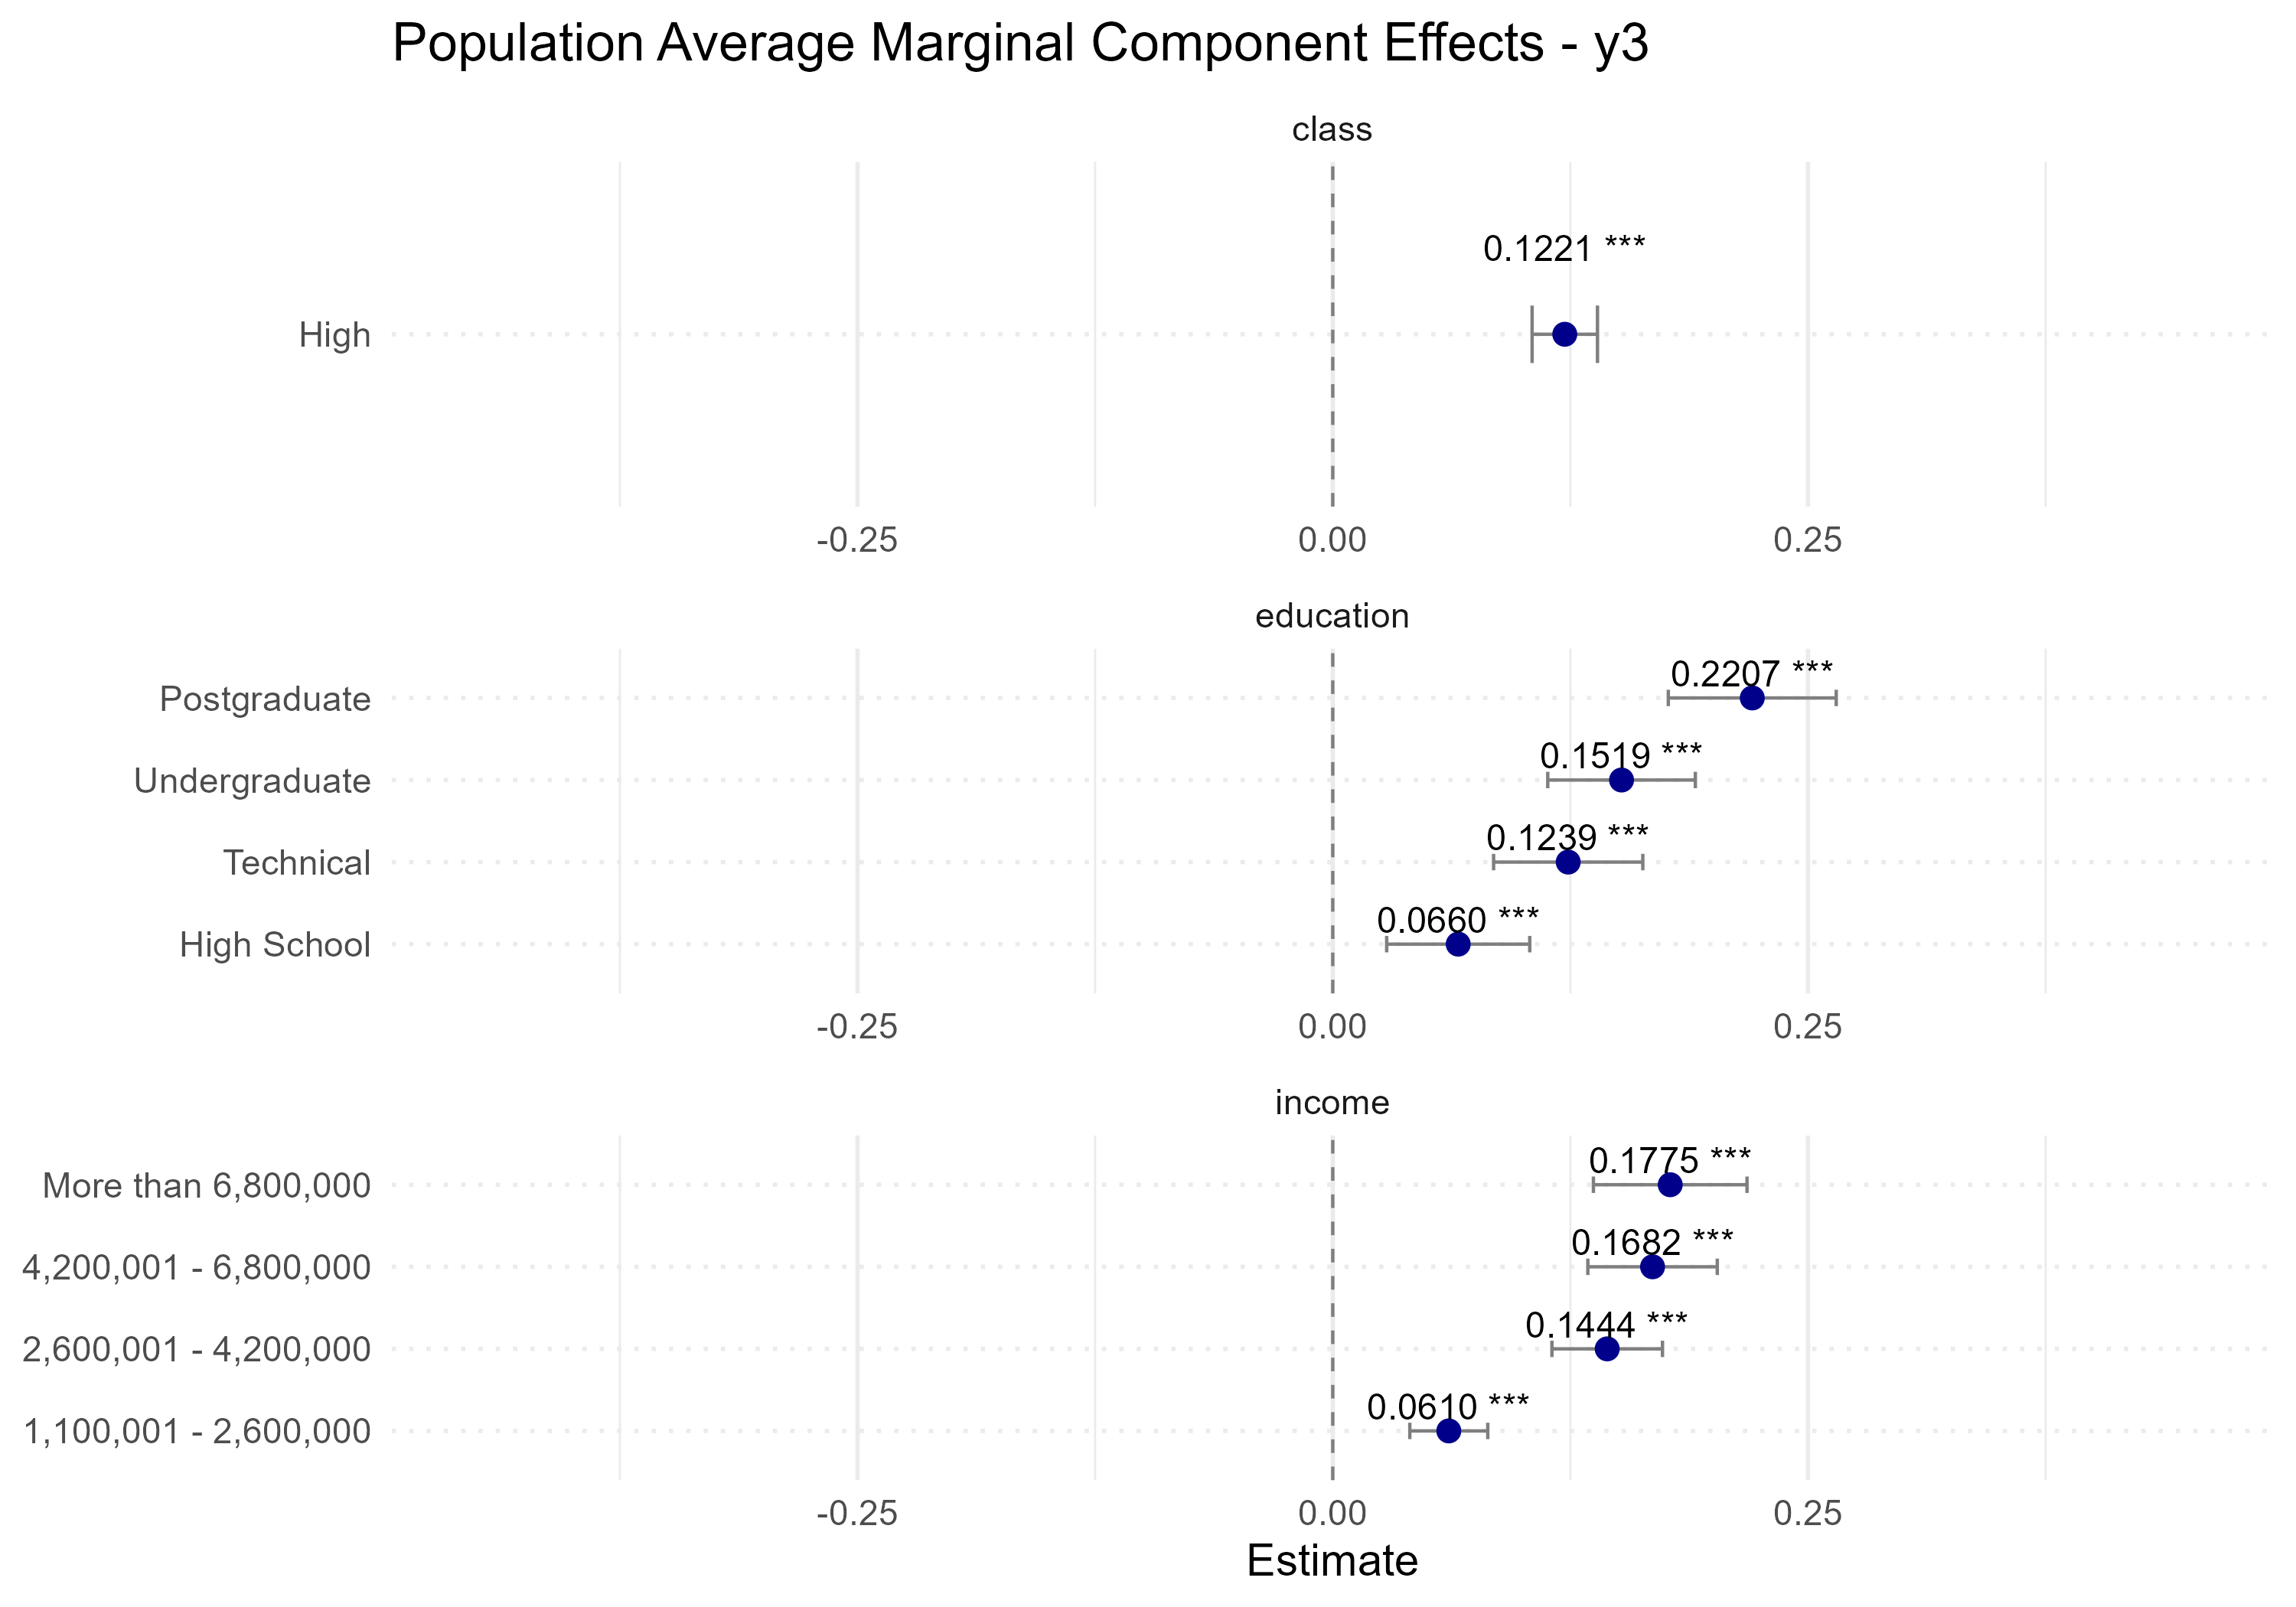 Population Average Marginal Component Effects - y3
class
0.1221 ***
High
-0.25 0.00 0.25
education
0.2207 ***
Postgraduate
0.1519 ***
Undergraduate
0.1239 ***
Technical
0.0660 ***
High School
-0.25 0.00 0.25
income
0.1775 ***
More than 6,800,000
0.1682 ***
4,200,001 - 6,800,000
0.1444 ***
2,600,001 - 4,200,000
0.0610 ***
1,100,001 - 2,600,000
-0.25 0.00 0.25
Estimate